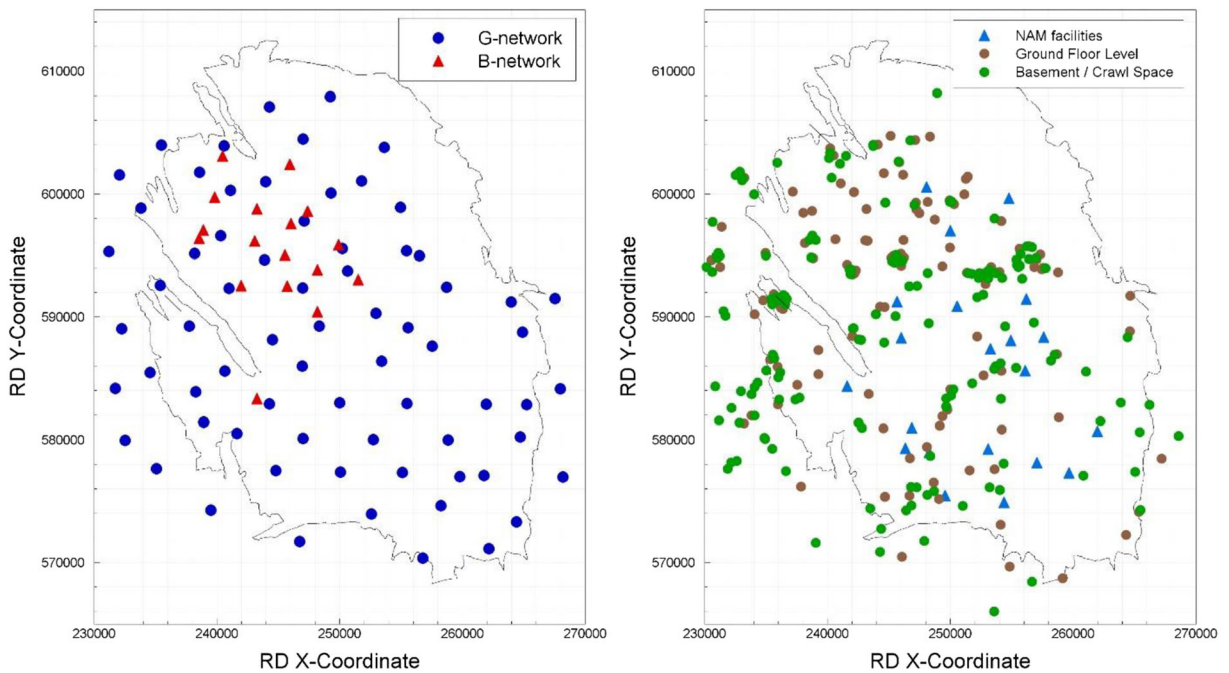 G-network
B-network
610000
600000
590000
580000
570000
230000 240000 250000 260000 270000
RD X-Coordinate
RD Y-Coordinate
NAM facilities
Ground Floor Level
Basement / Crawl Space
610000
600000
590000
580000
570000
230000 240000 250000 260000 270000
RD X-Coordinate
RD Y-Coordinate